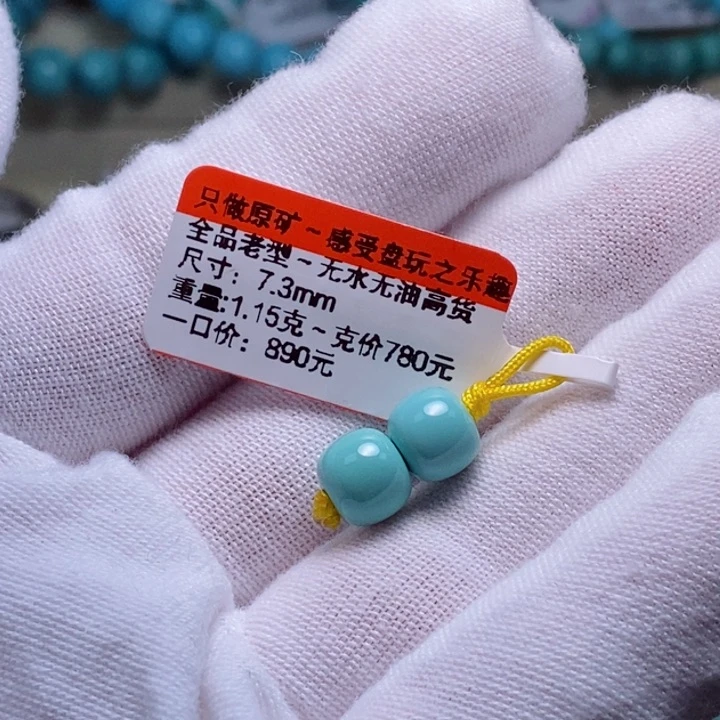 只做原矿~感受盘玩之乐趣
全品老型~无水无油高货
尺寸：7.3mm
重量:1.15克~克价780元
一口价：890元